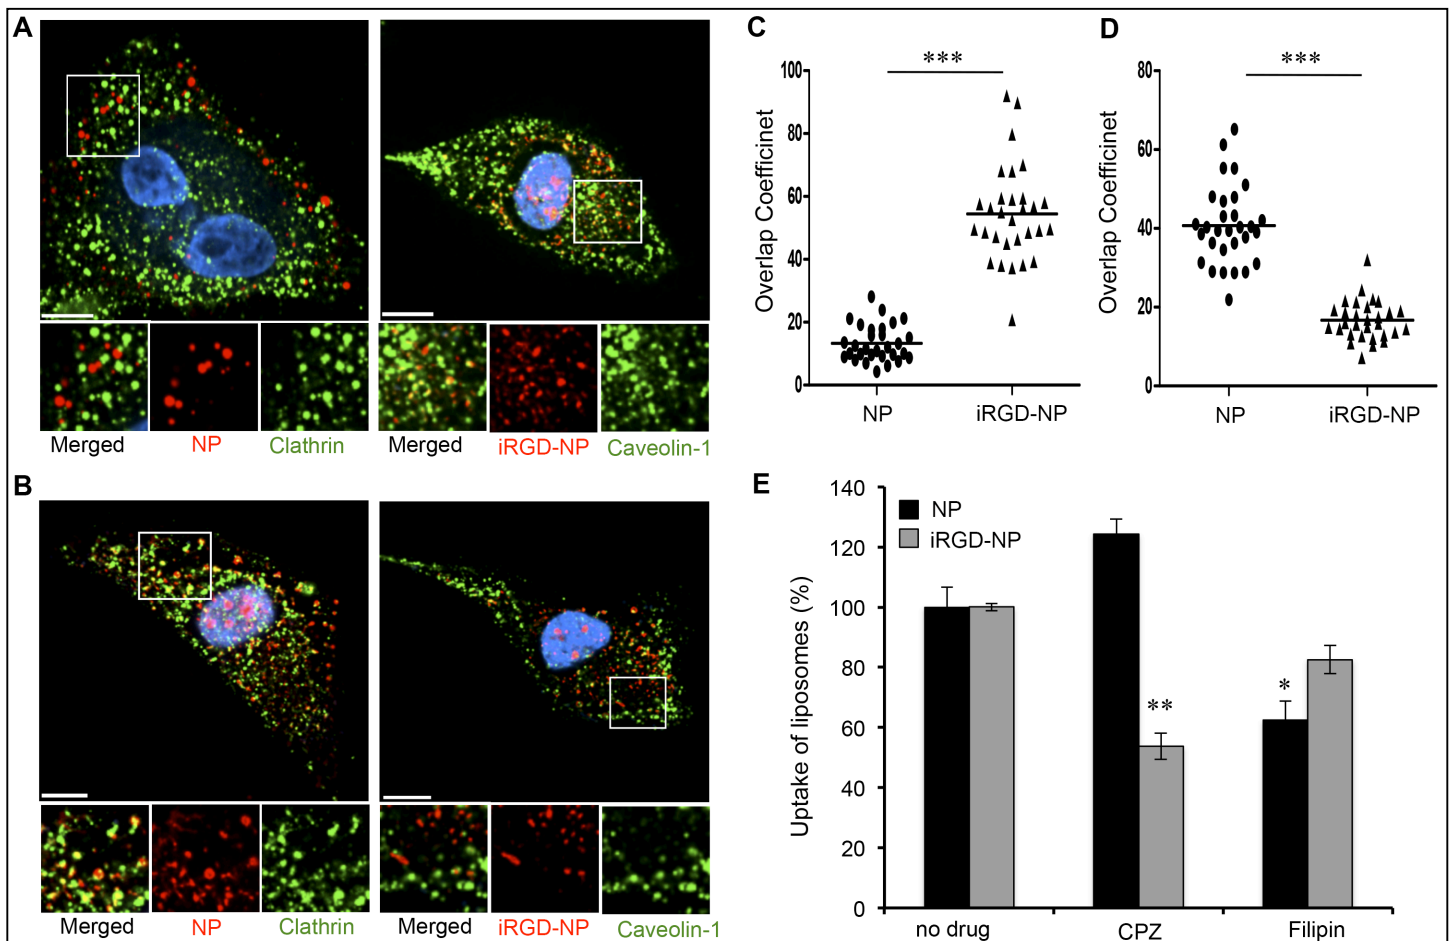 A
Merged
NP
Clathrin
Merged
iRGD-NP
Caveolin-1
B
Merged
NP
Clathrin
Merged
iRGD-NP
Caveolin-1
C
***
Overlap Coefficinet
100
80
60
40
20
0
NP
iRGD-NP
D
***
Overlap Coefficinet
80
60
40
20
0
NP
iRGD-NP
E
NP
iRGD-NP
Uptake of liposomes (%)
140
120
100
80
60
40
20
0
**
*
no drug
CPZ
Filipin